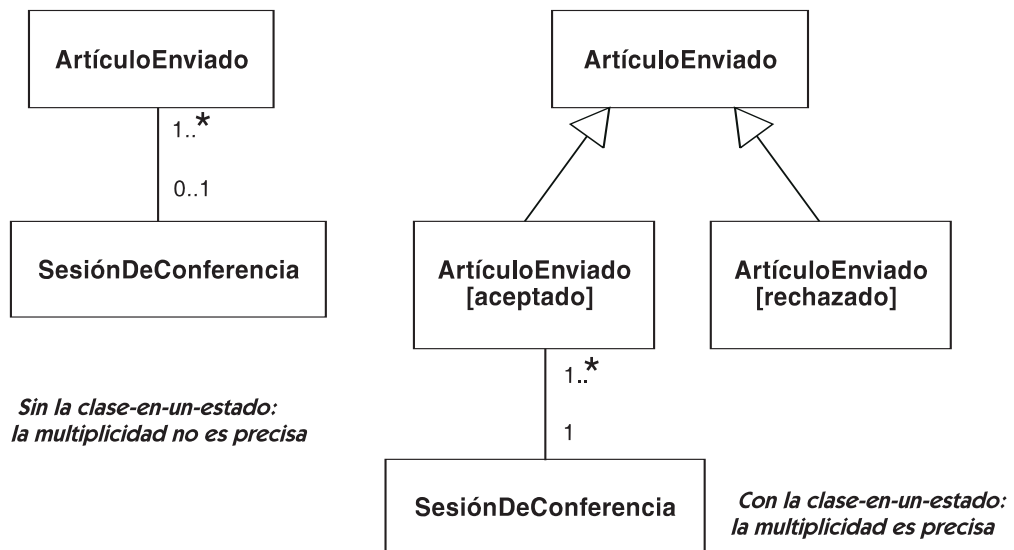 ArtículoEnviado
1..*
0..1
SesiónDeConferencia
Sin la clase-en-un-estado:
la multiplicidad no es precisa
ArtículoEnviado
ArtículoEnviado
[aceptado]
ArtículoEnviado
[rechazado]
1..*
1
SesiónDeConferencia
Con la clase-en-un-estado:
la multiplicidad es precisa